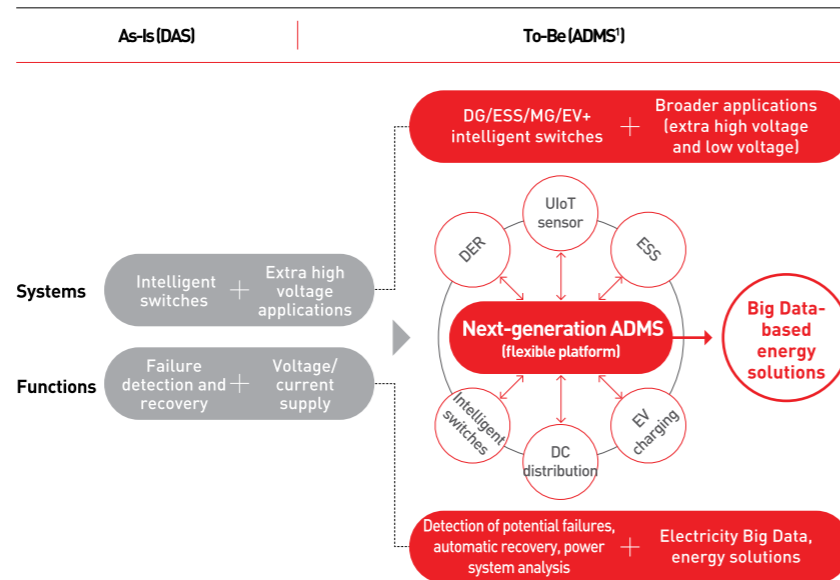 As-Is (DAS)
To-Be (ADMS¹)
DG/ESS/MG/EV+
intelligent switches
+
Broader applications
(extra high voltage
and low voltage)
UIoT
sensor
DER
ESS
Systems
Intelligent
switches
+
Extra high
voltage
applications
Next-generation ADMS
(flexible platform)
Big Data-
based
energy
solutions
Functions
Failure
detection and
recovery
+
Voltage/
current
supply
Intelligent
switches
DC
distribution
EV
charging
Detection of potential failures,
automatic recovery, power
system analysis
+
Electricity Big Data,
energy solutions